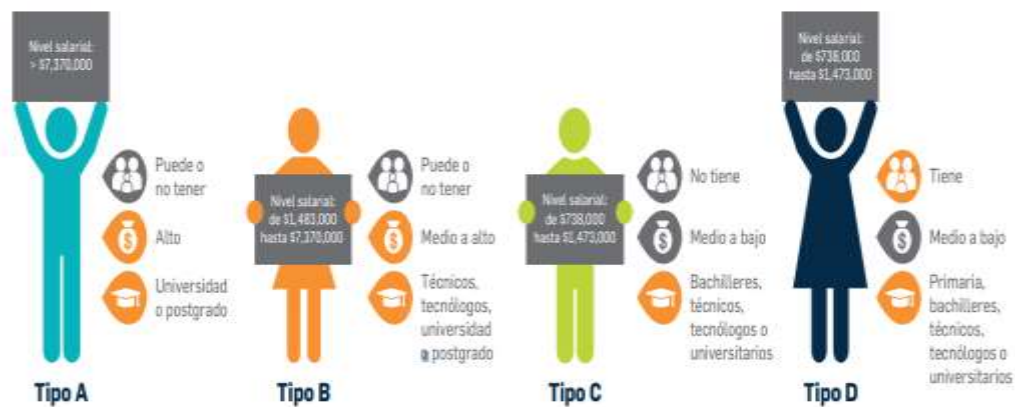 Nivel salarial:
> $7,370,000
Puede o
no tener
Alto
Universidad
o postgrado
Tipo A
Nivel salarial:
de $1,483,000
hasta $7,370,000
Puede o
no tener
Medio a alto
Técnicos,
tecnólogos,
universidad
o postgrado
Tipo B
Nivel salarial:
de $738,000
hasta $1,473,000
No tiene
Medio a bajo
Bachilleres,
técnicos,
tecnólogos o
universitarios
Tipo C
Nivel salarial:
de $738,000
hasta $1,473,000
Tiene
Medio a bajo
Primaria,
bachilleres,
técnicos,
tecnólogos o
universitarios
Tipo D